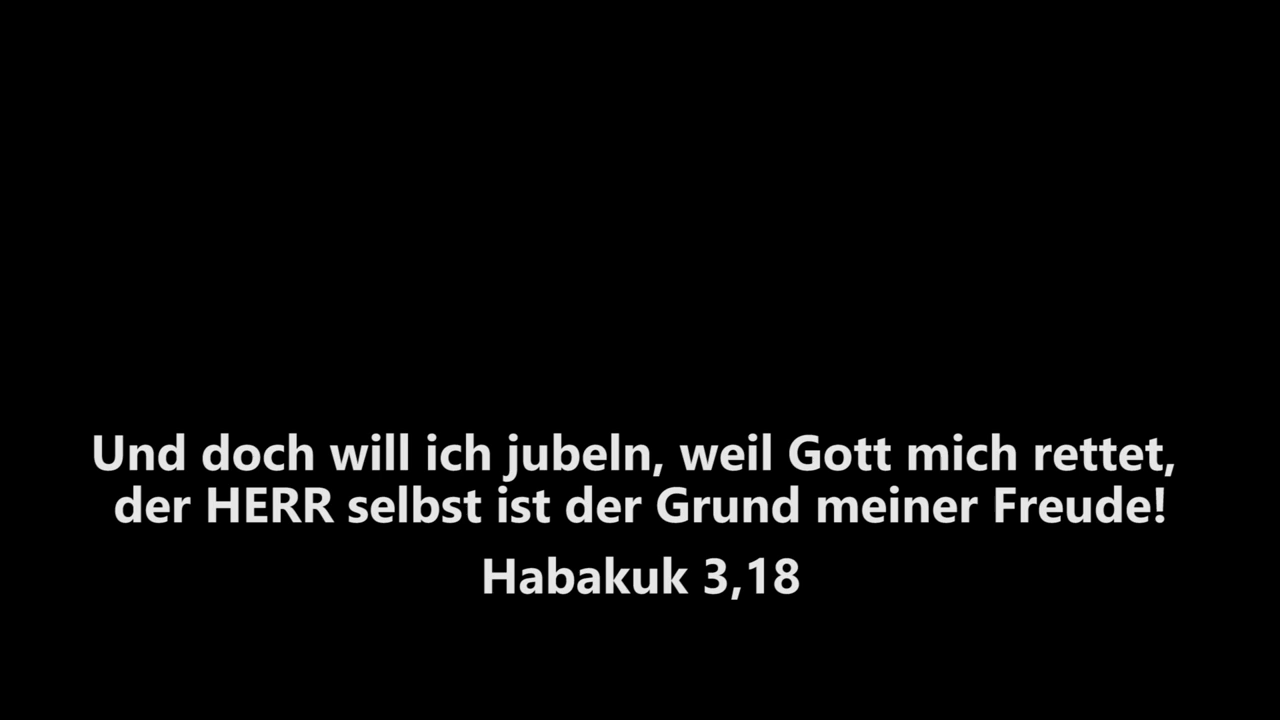 Und doch will ich jubeln, weil Gott mich rettet,
der HERR selbst ist der Grund meiner Freude!
Habakuk 3,18